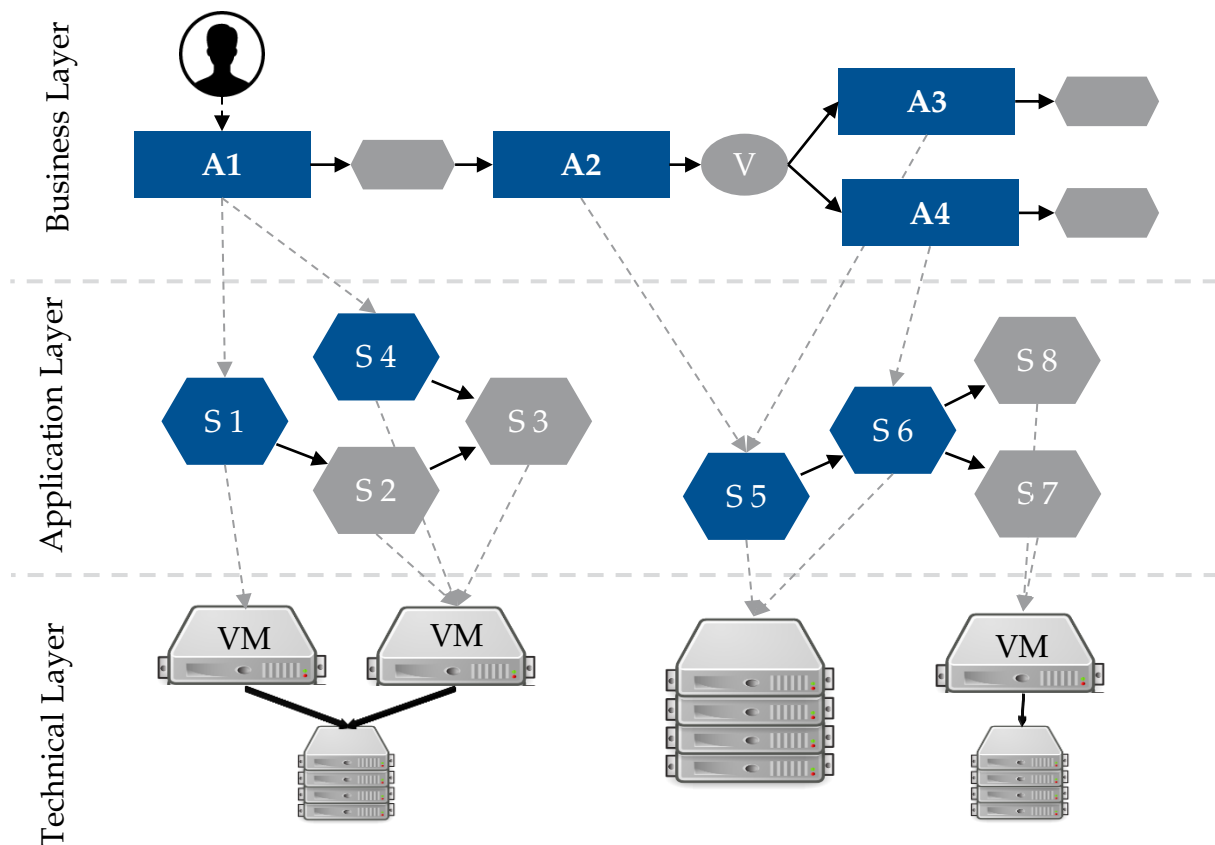 Business Layer
A1
A2
V
A3
A4
Application Layer
S 1
S 4
S 2
S 3
S 5
S 6
S 8
S 7
Technical Layer
VM
VM
VM